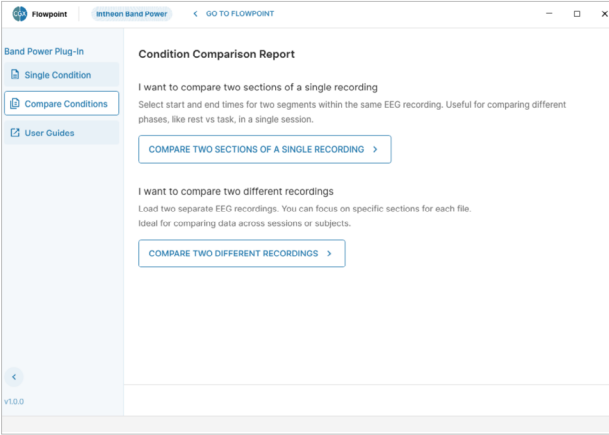 CGX Flowpoint Intheon Band Power GO TO FLOWPOINT
Band Power Plug-In
Single Condition
Compare Conditions
User Guides
Condition Comparison Report
I want to compare two sections of a single recording
Select start and end times for two segments within the same EEG recording. Useful for comparing different
phases, like rest vs task, in a single session.
COMPARE TWO SECTIONS OF A SINGLE RECORDING
I want to compare two different recordings
Load two separate EEG recordings. You can focus on specific sections for each file.
Ideal for comparing data across sessions or subjects.
COMPARE TWO DIFFERENT RECORDINGS
v1.0.0